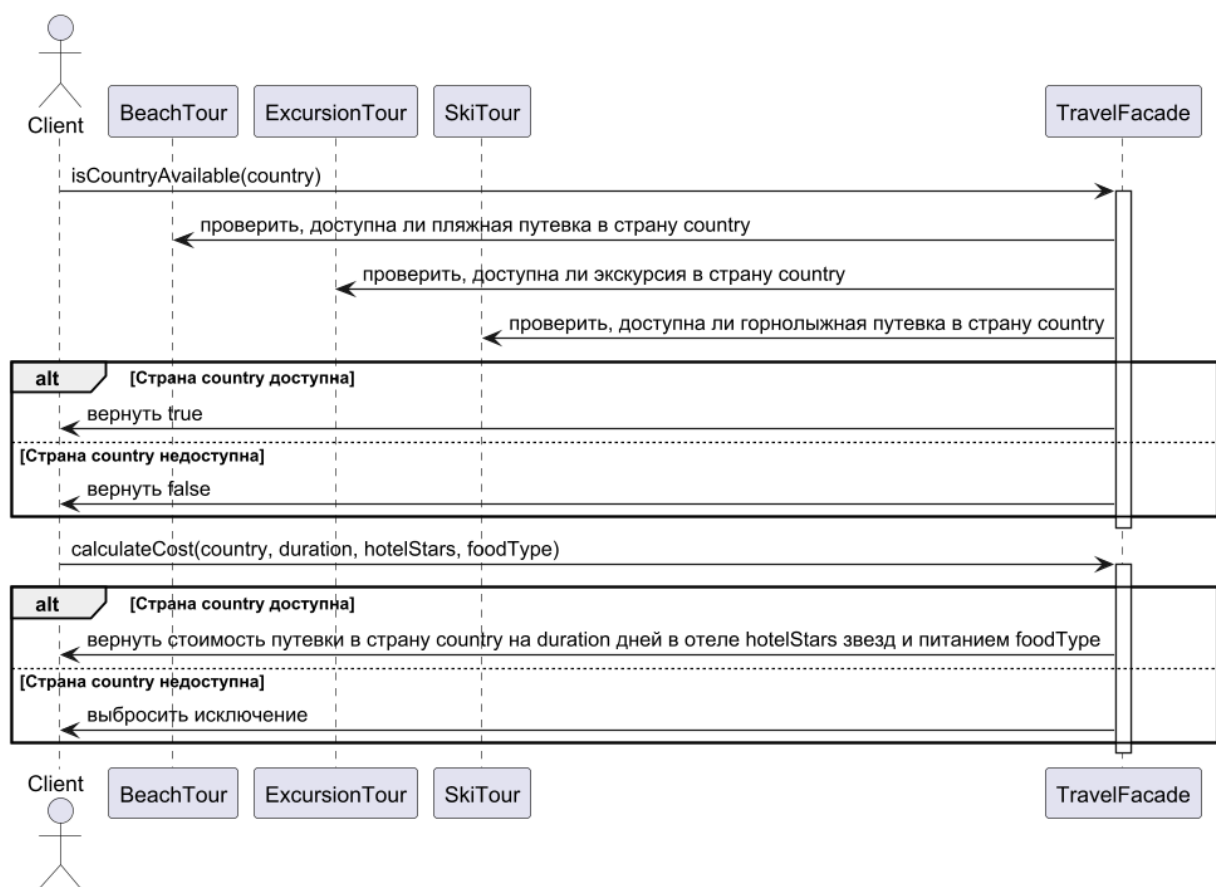 Client
BeachTour
ExcursionTour
SkiTour
TravelFacade
isCountryAvailable(country)
проверить, доступна ли пляжная путевка в страну country
проверить, доступна ли экскурсия в страну country
проверить, доступна ли горнолыжная путевка в страну country
alt
[Страна country доступна]
вернуть true
[Страна country недоступна]
вернуть false
calculateCost(country, duration, hotelStars, foodType)
alt
[Страна country доступна]
вернуть стоимость путевки в страну country на duration дней в отеле hotelStars звезд и питанием foodType
[Страна country недоступна]
выбросить исключение
Client
BeachTour
ExcursionTour
SkiTour
TravelFacade